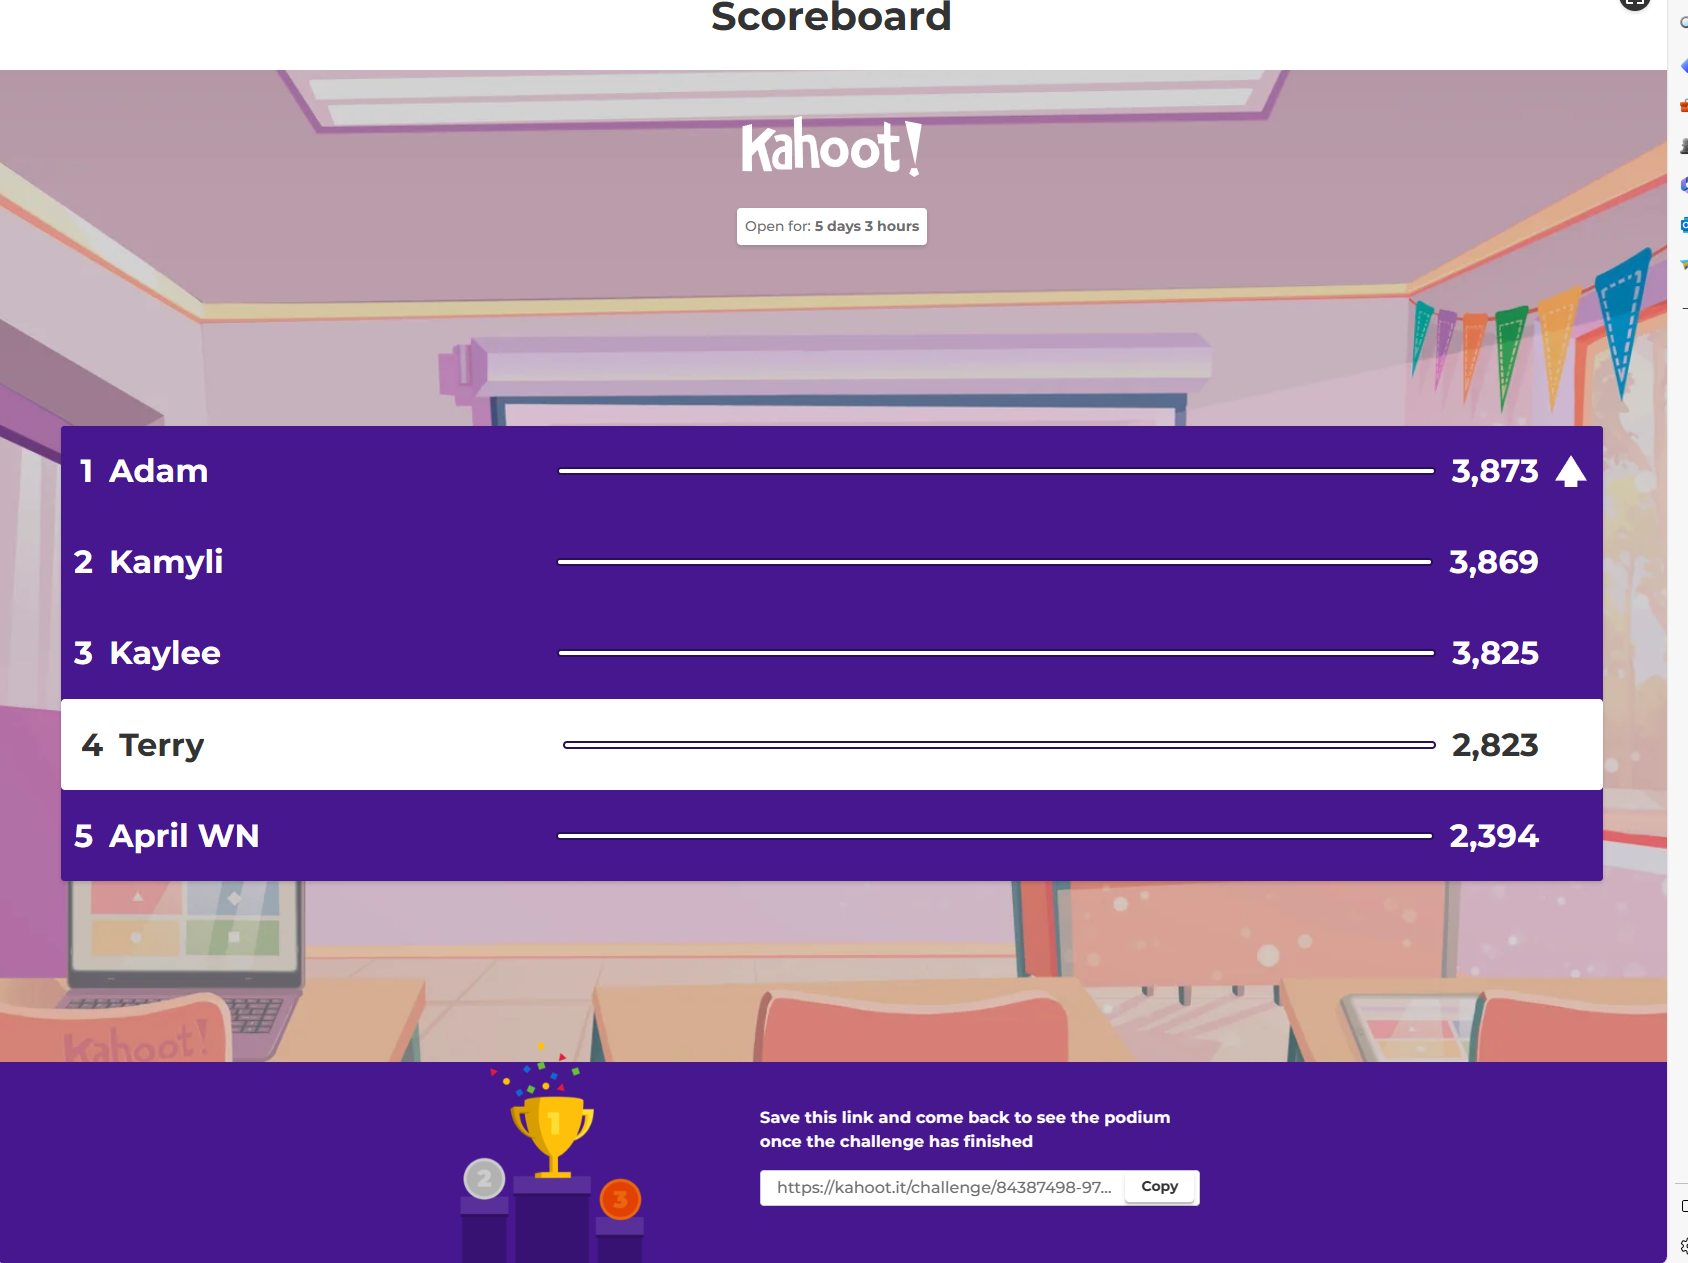 Scoreboard
Kahoot!
Open for: 5 days 3 hours
1 Adam 3,873
2 Kamyli 3,869
3 Kaylee 3,825
4 Terry 2,823
5 April WN 2,394
Kahoot!
1
2
3
Save this link and come back to see the podium
once the challenge has finished
https://kahoot.it/challenge/84387498-97... Copy